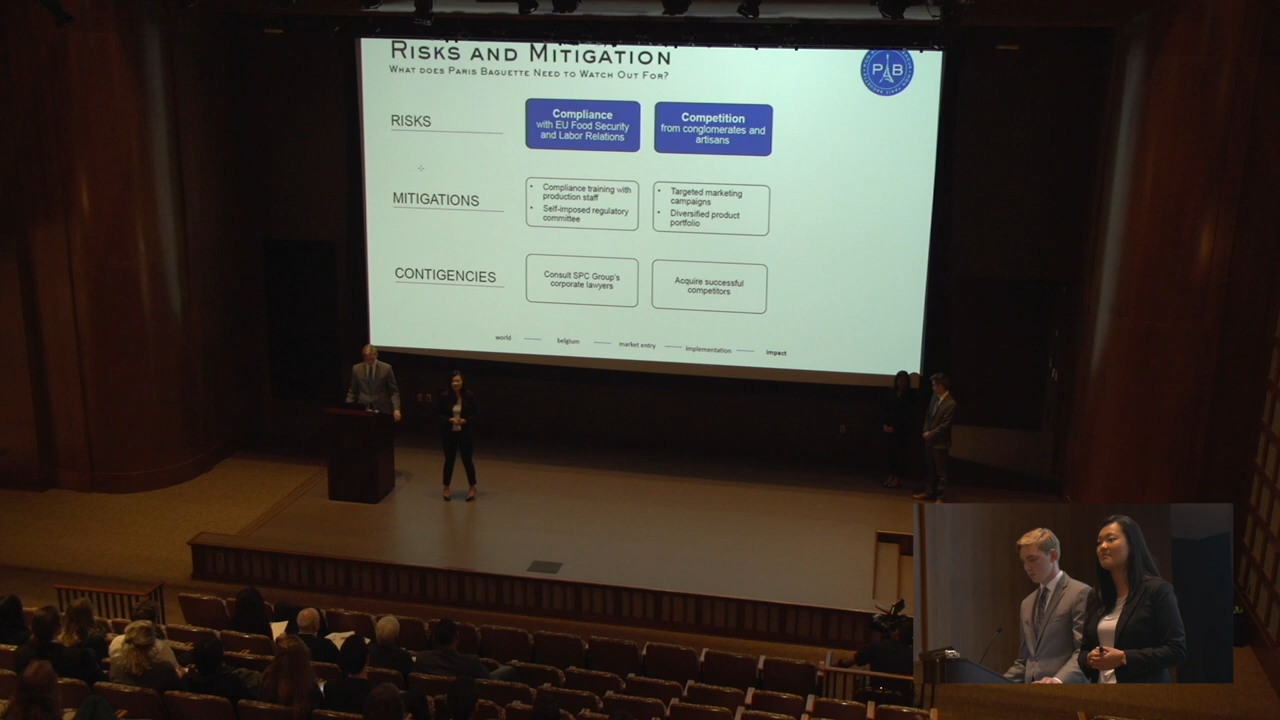 RISKS AND MITIGATION
WHAT DOES PARIS BAGUETTE NEED TO WATCH OUT FOR?
PB
RISKS
Compliance
with EU Food Security
and Labor Relations
Competition
from conglomerates and
artisans
MITIGATIONS
• Compliance training with
production staff
• Self-imposed regulatory
committee
• Targeted marketing
campaigns
• Diversified product
portfolio
CONTIGENCIES
Consult SPC Group's
corporate lawyers
Acquire successful
competitors
world belgium market entry implementation impact